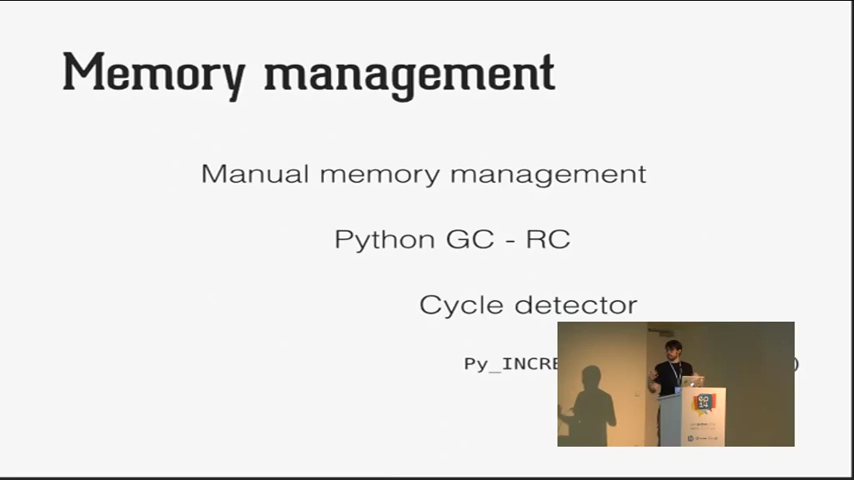 Memory management
Manual memory management
Python GC - RC
Cycle detector
Py_INCRE )